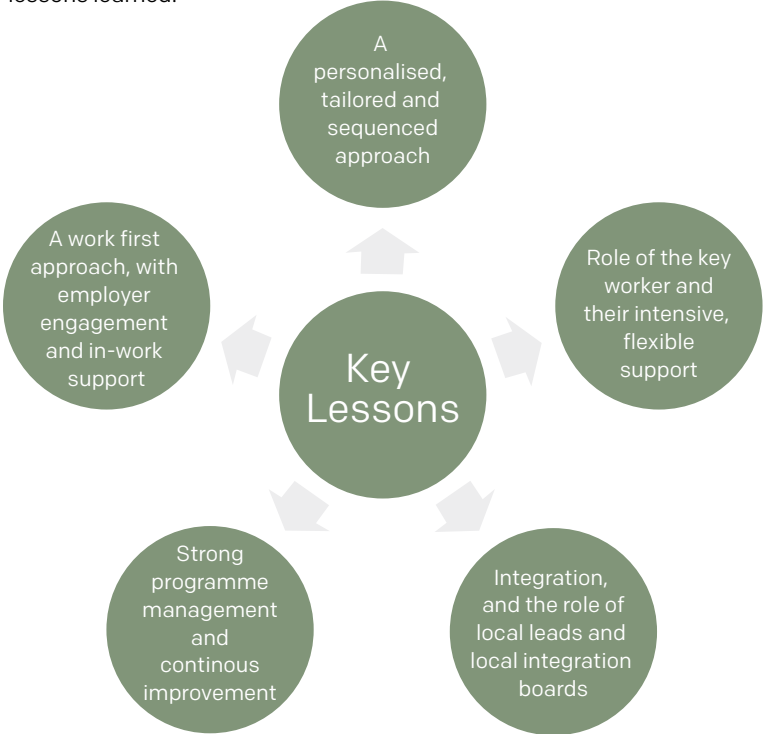 lessons learned.
A
personalised,
tailored and
sequenced
approach
A work first
approach, with
employer
engagement
and in-work
support
Role of the key
worker and
their intensive,
flexible
support
Key
Lessons
Strong
programme
management
and
continous
improvement
Integration,
and the role of
local leads and
local integration
boards